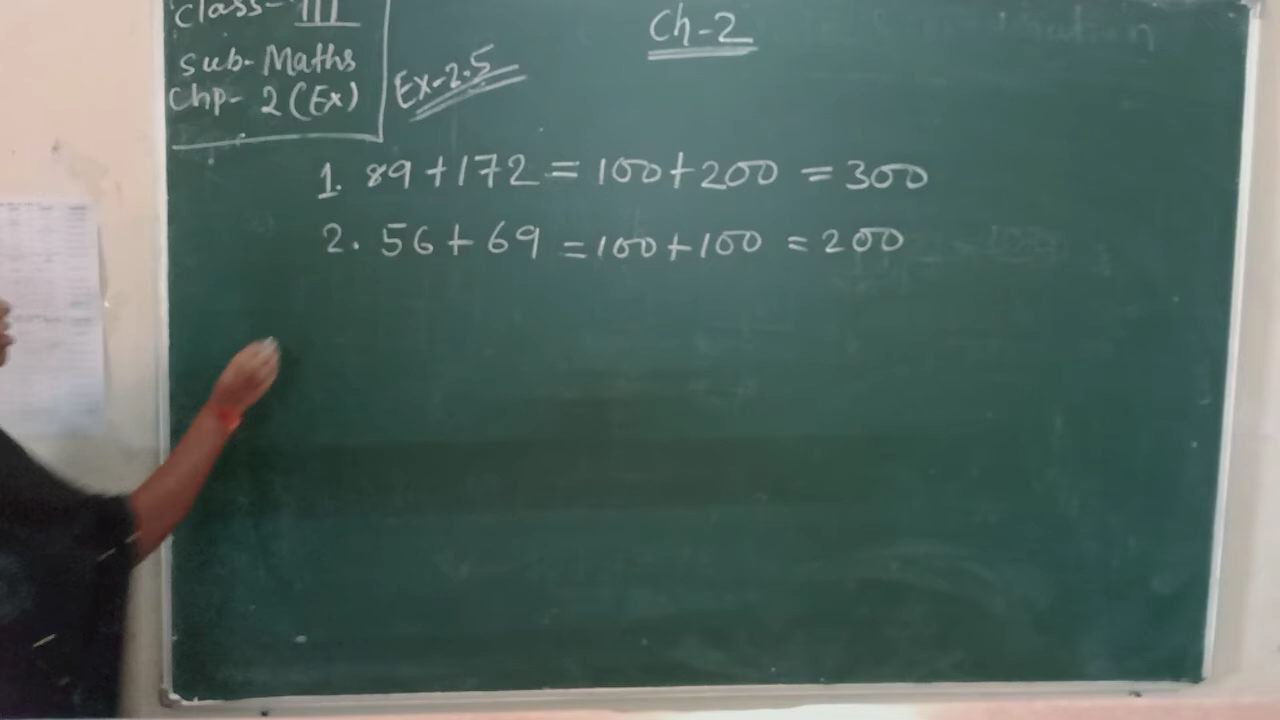 Class- III
Sub- Maths
Chp- 2 (Ex)
Ch-2
Ex-2.5
1. 89+172 = 100+200 = 300
2. 56+69 = 100+100 = 200